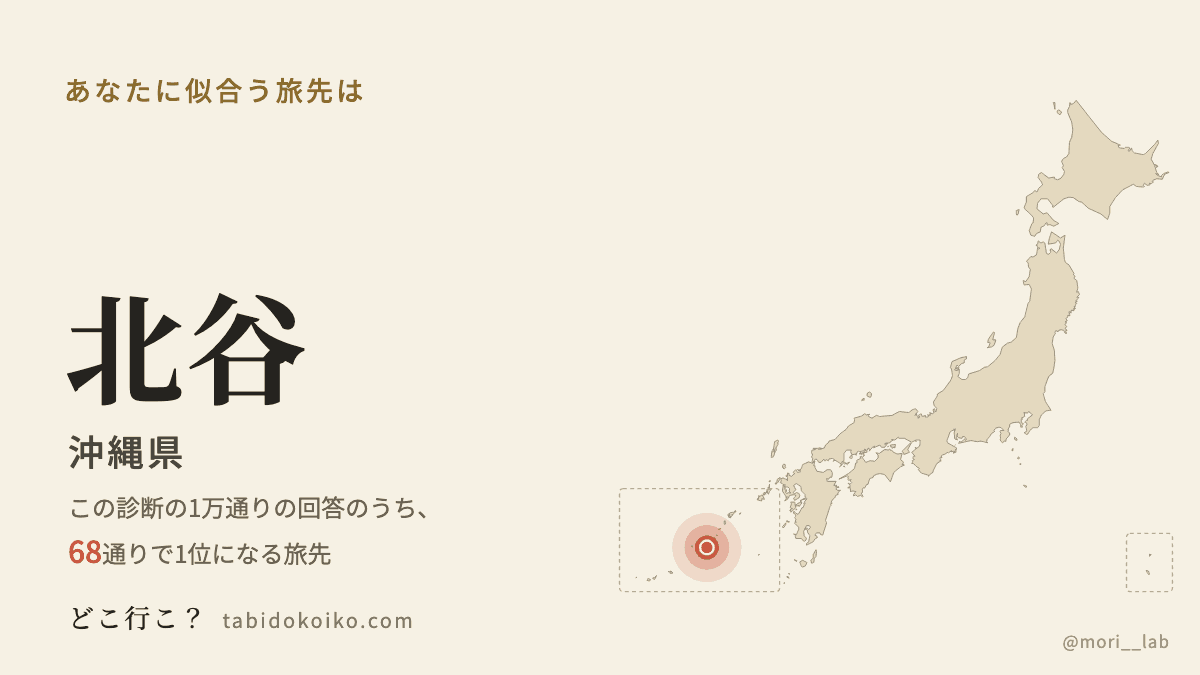 あなたに似合う旅先は
北谷
沖縄県
この診断の1万通りの回答のうち、
68通りで1位になる旅先
どこ行こ？ tabidokoiko.com
@mori__lab